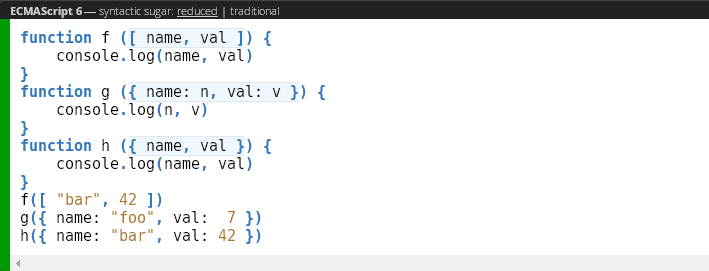 ECMAScript 6 — syntactic sugar: reduced | traditional
function f ([ name, val ]) {
    console.log(name, val)
}
function g ({ name: n, val: v }) {
    console.log(n, v)
}
function h ({ name, val }) {
    console.log(name, val)
}
f([ "bar", 42 ])
g({ name: "foo", val:  7 })
h({ name: "bar", val: 42 })